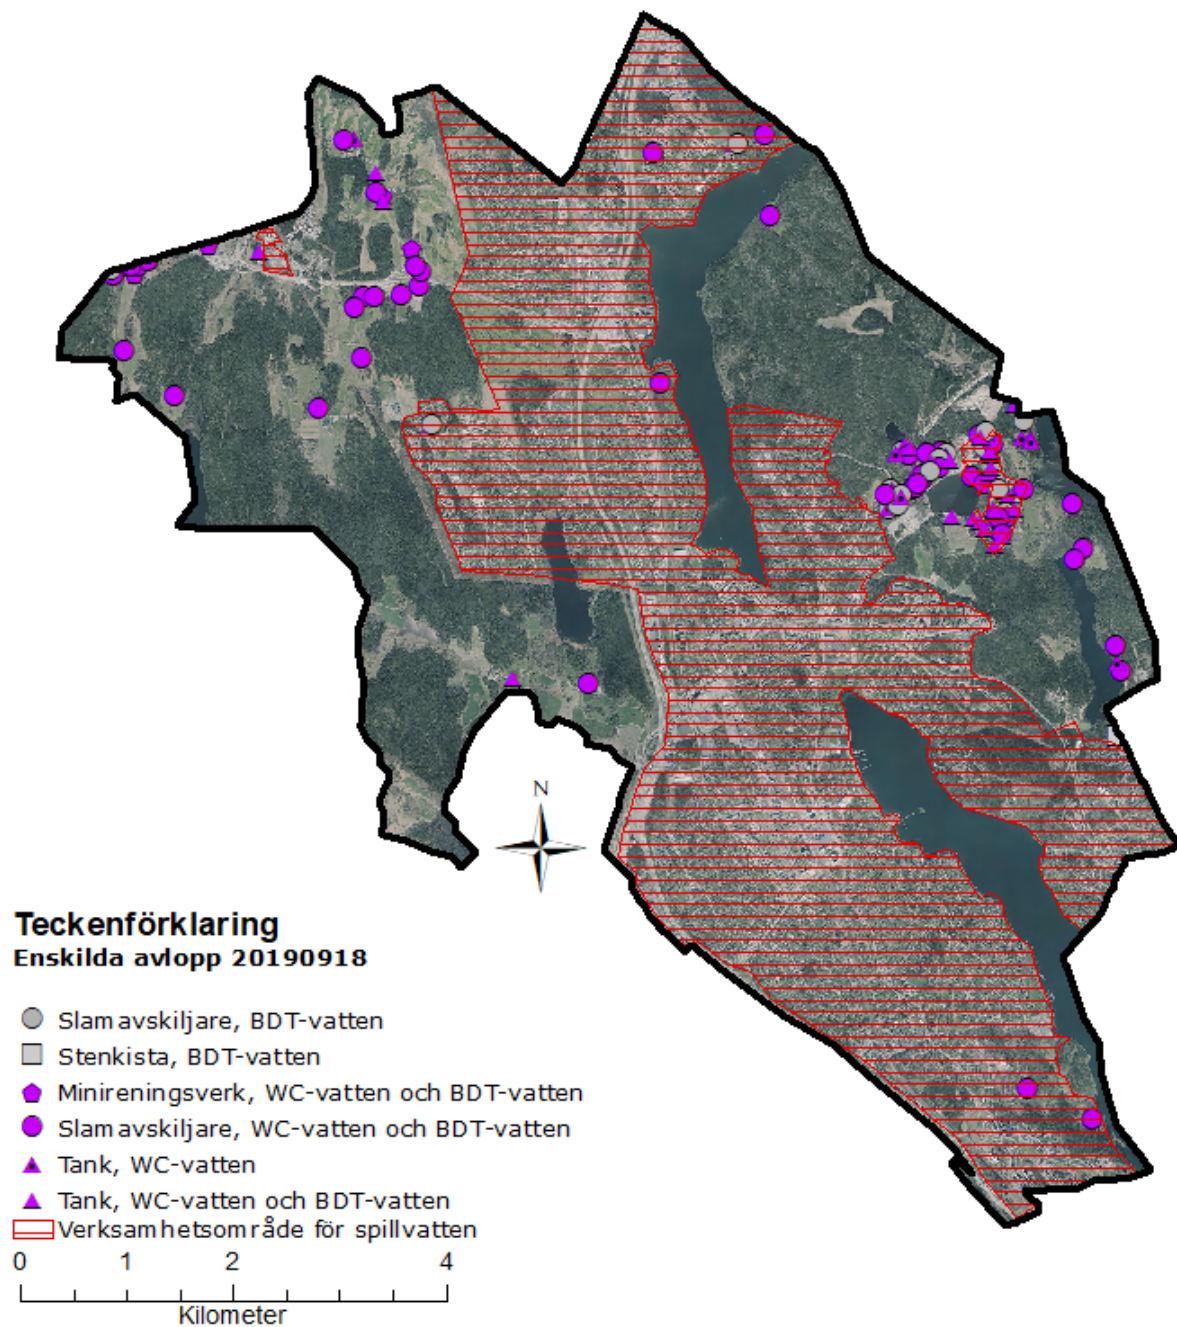 N
Teckenförklaring
Enskilda avlopp 20190918
Slamavskiljare, BDT-vatten
Stenkista, BDT-vatten
Minireningsverk, WC-vatten och BDT-vatten
Slamavskiljare, WC-vatten och BDT-vatten
Tank, WC-vatten
Tank, WC-vatten och BDT-vatten
Verksamhetsområde för spillvatten
0 1 2 4
Kilometer